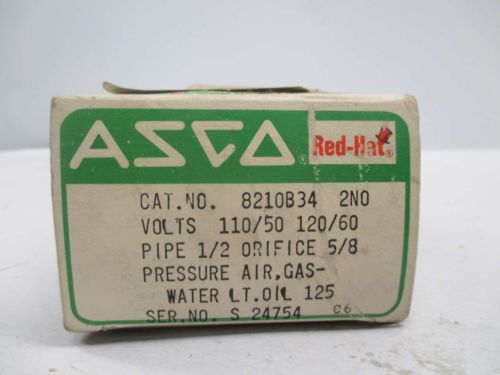 ASCO® Red-Hat®
CAT.NO. 8210B34 2NO
VOLTS 110/50 120/60
PIPE 1/2 ORIFICE 5/8
PRESSURE AIR,GAS-
WATER LT.OIL 125
SER.NO. S 24754 C6